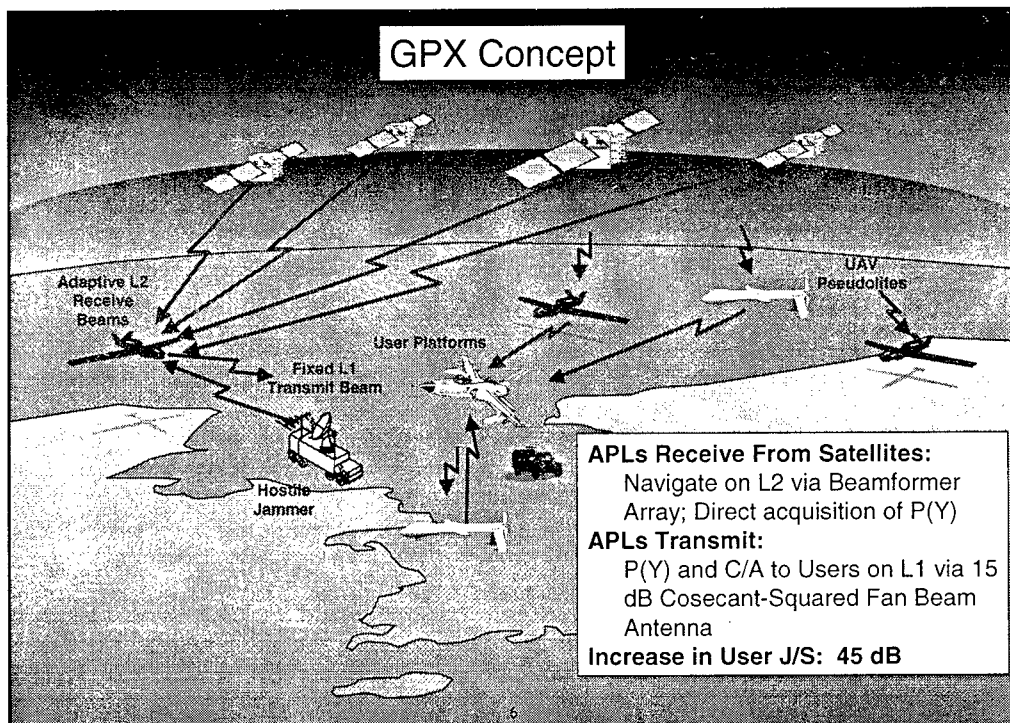 GPX Concept
Adaptive L2
Receive
Beams
UAV
Pseudolites
User Platforms
Fixed L1
Transmit Beam
Hostile
Jammer
APLs Receive From Satellites:
Navigate on L2 via Beamformer
Array; Direct acquisition of P(Y)
APLs Transmit:
P(Y) and C/A to Users on L1 via 15
dB Cosecant-Squared Fan Beam
Antenna
Increase in User J/S: 45 dB
6